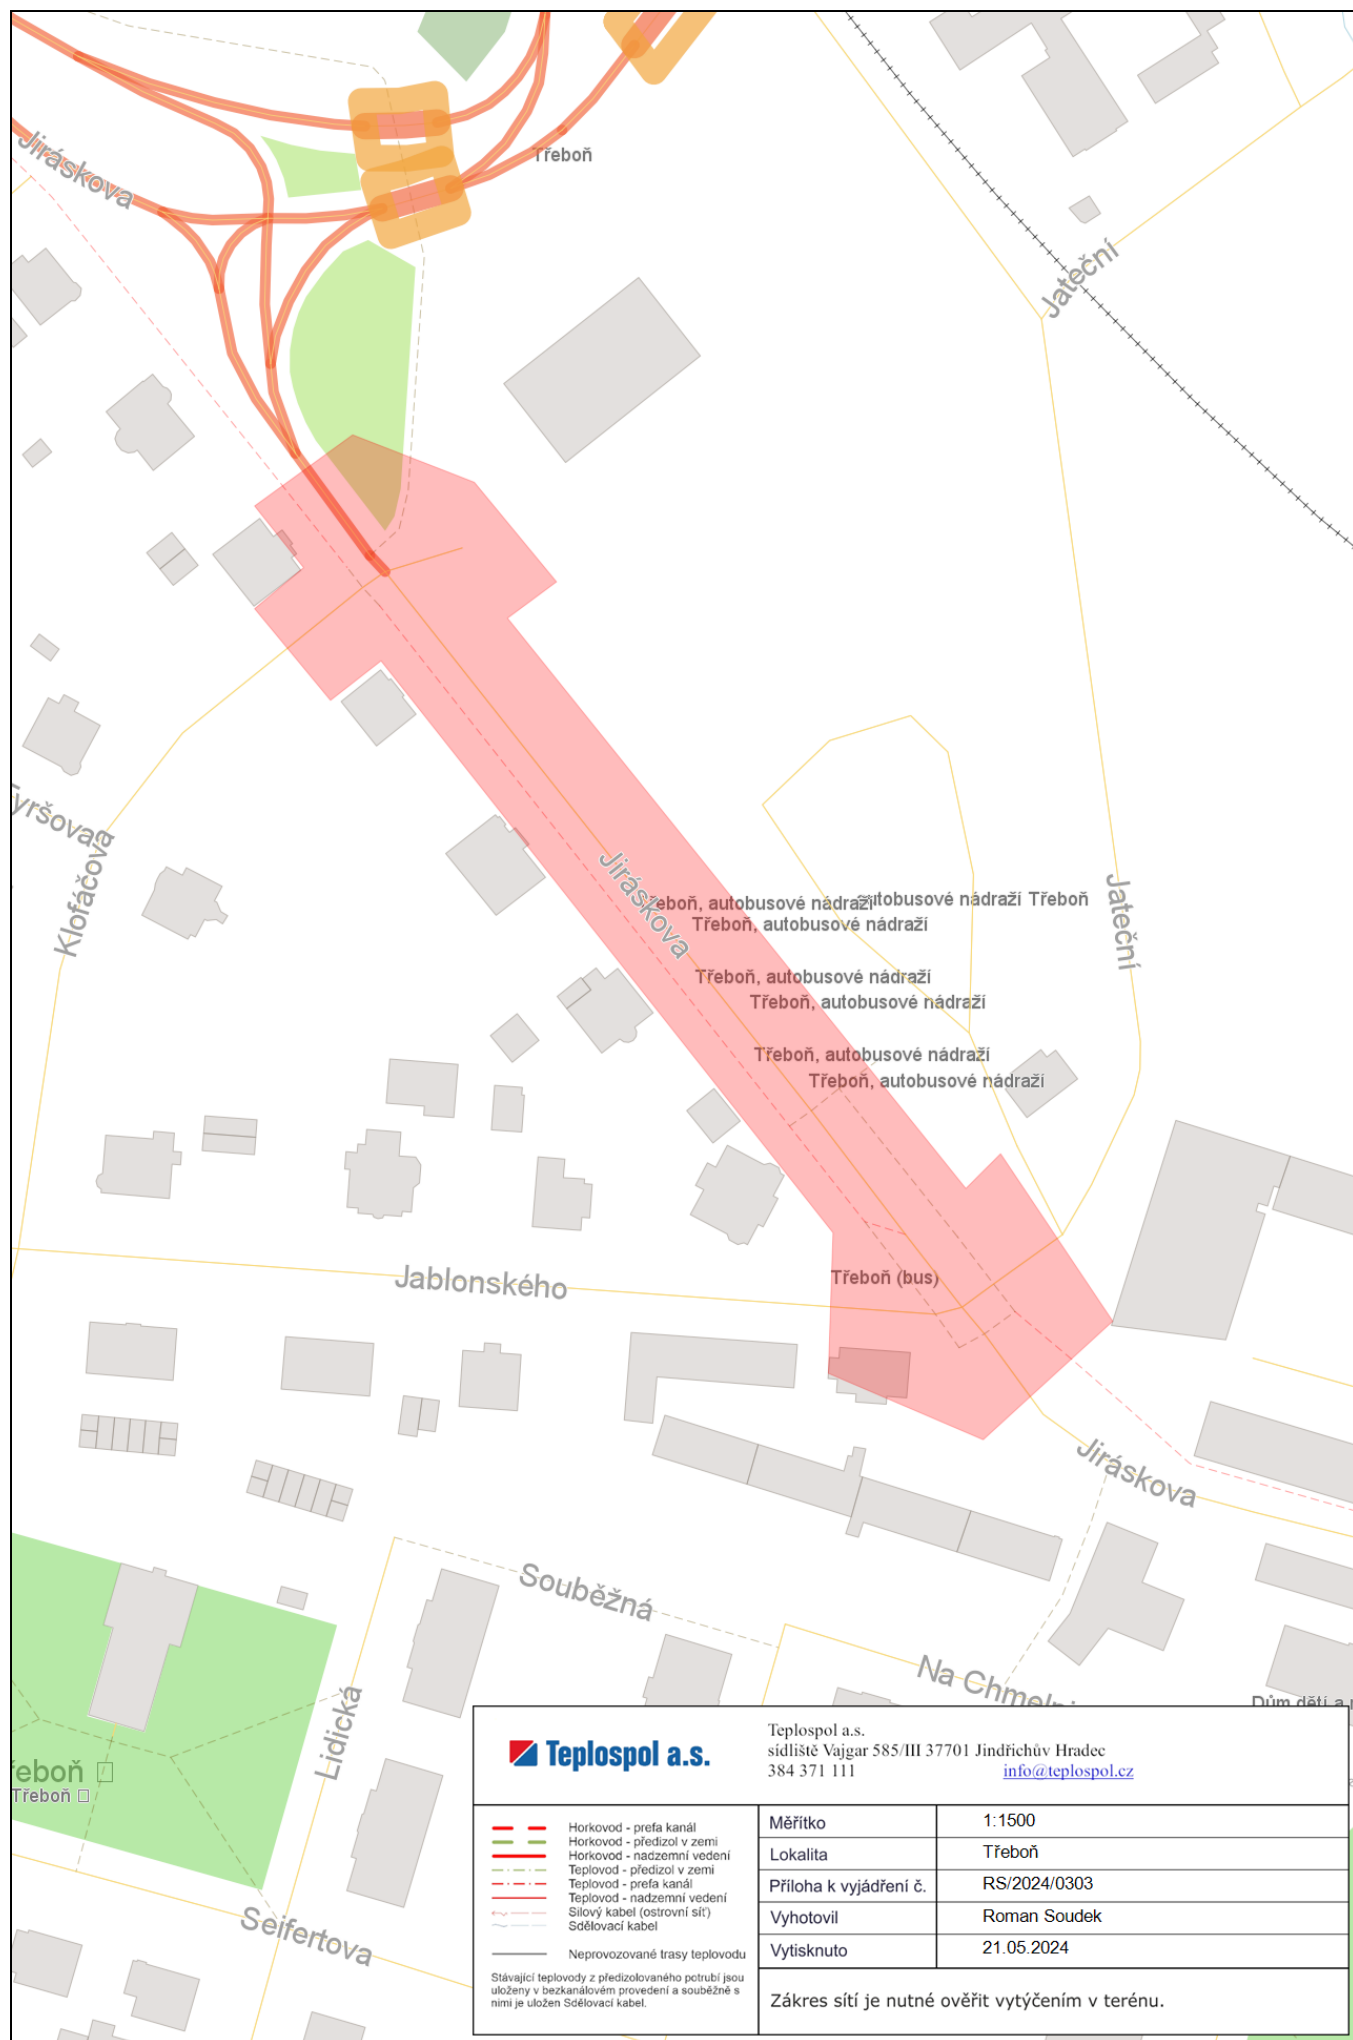 Jiráskova
Třeboň
Jateční
Tyršova
Klofáčova
Jiráskova
Třeboň, autobusové nádraží
autobusové nádraží Třeboň
Třeboň, autobusové nádraží
Jateční
Třeboň, autobusové nádraží
Třeboň, autobusové nádraží
Třeboň, autobusové nádraží
Třeboň, autobusové nádraží
Jablonského
Třeboň (bus)
Jiráskova
Souběžná
Na Chmelni
Dům dětí a
Lidická
řeboň
Třeboň
Seifertova
Teplospol a.s.
Teplospol a.s.
sídliště Vajgar 585/III 37701 Jindřichův Hradec
384 371 111 info@teplospol.cz
Horkovod - prefa kanál
Horkovod - předizol v zemi
Horkovod - nadzemní vedení
Teplovod - předizol v zemi
Teplovod - prefa kanál
Teplovod - nadzemní vedení
Silový kabel (ostrovní síť)
Sdělovací kabel
Neprovozované trasy teplovodu
Stávající teplovody z předizolovaného potrubí jsou
uloženy v bezkanálovém provedení a souběžně s
nimi je uložen Sdělovací kabel.
Měřítko 1:1500
Lokalita Třeboň
Příloha k vyjádření č. RS/2024/0303
Vyhotovil Roman Soudek
Vytisknuto 21.05.2024
Zákres sítí je nutné ověřit vytýčením v terénu.